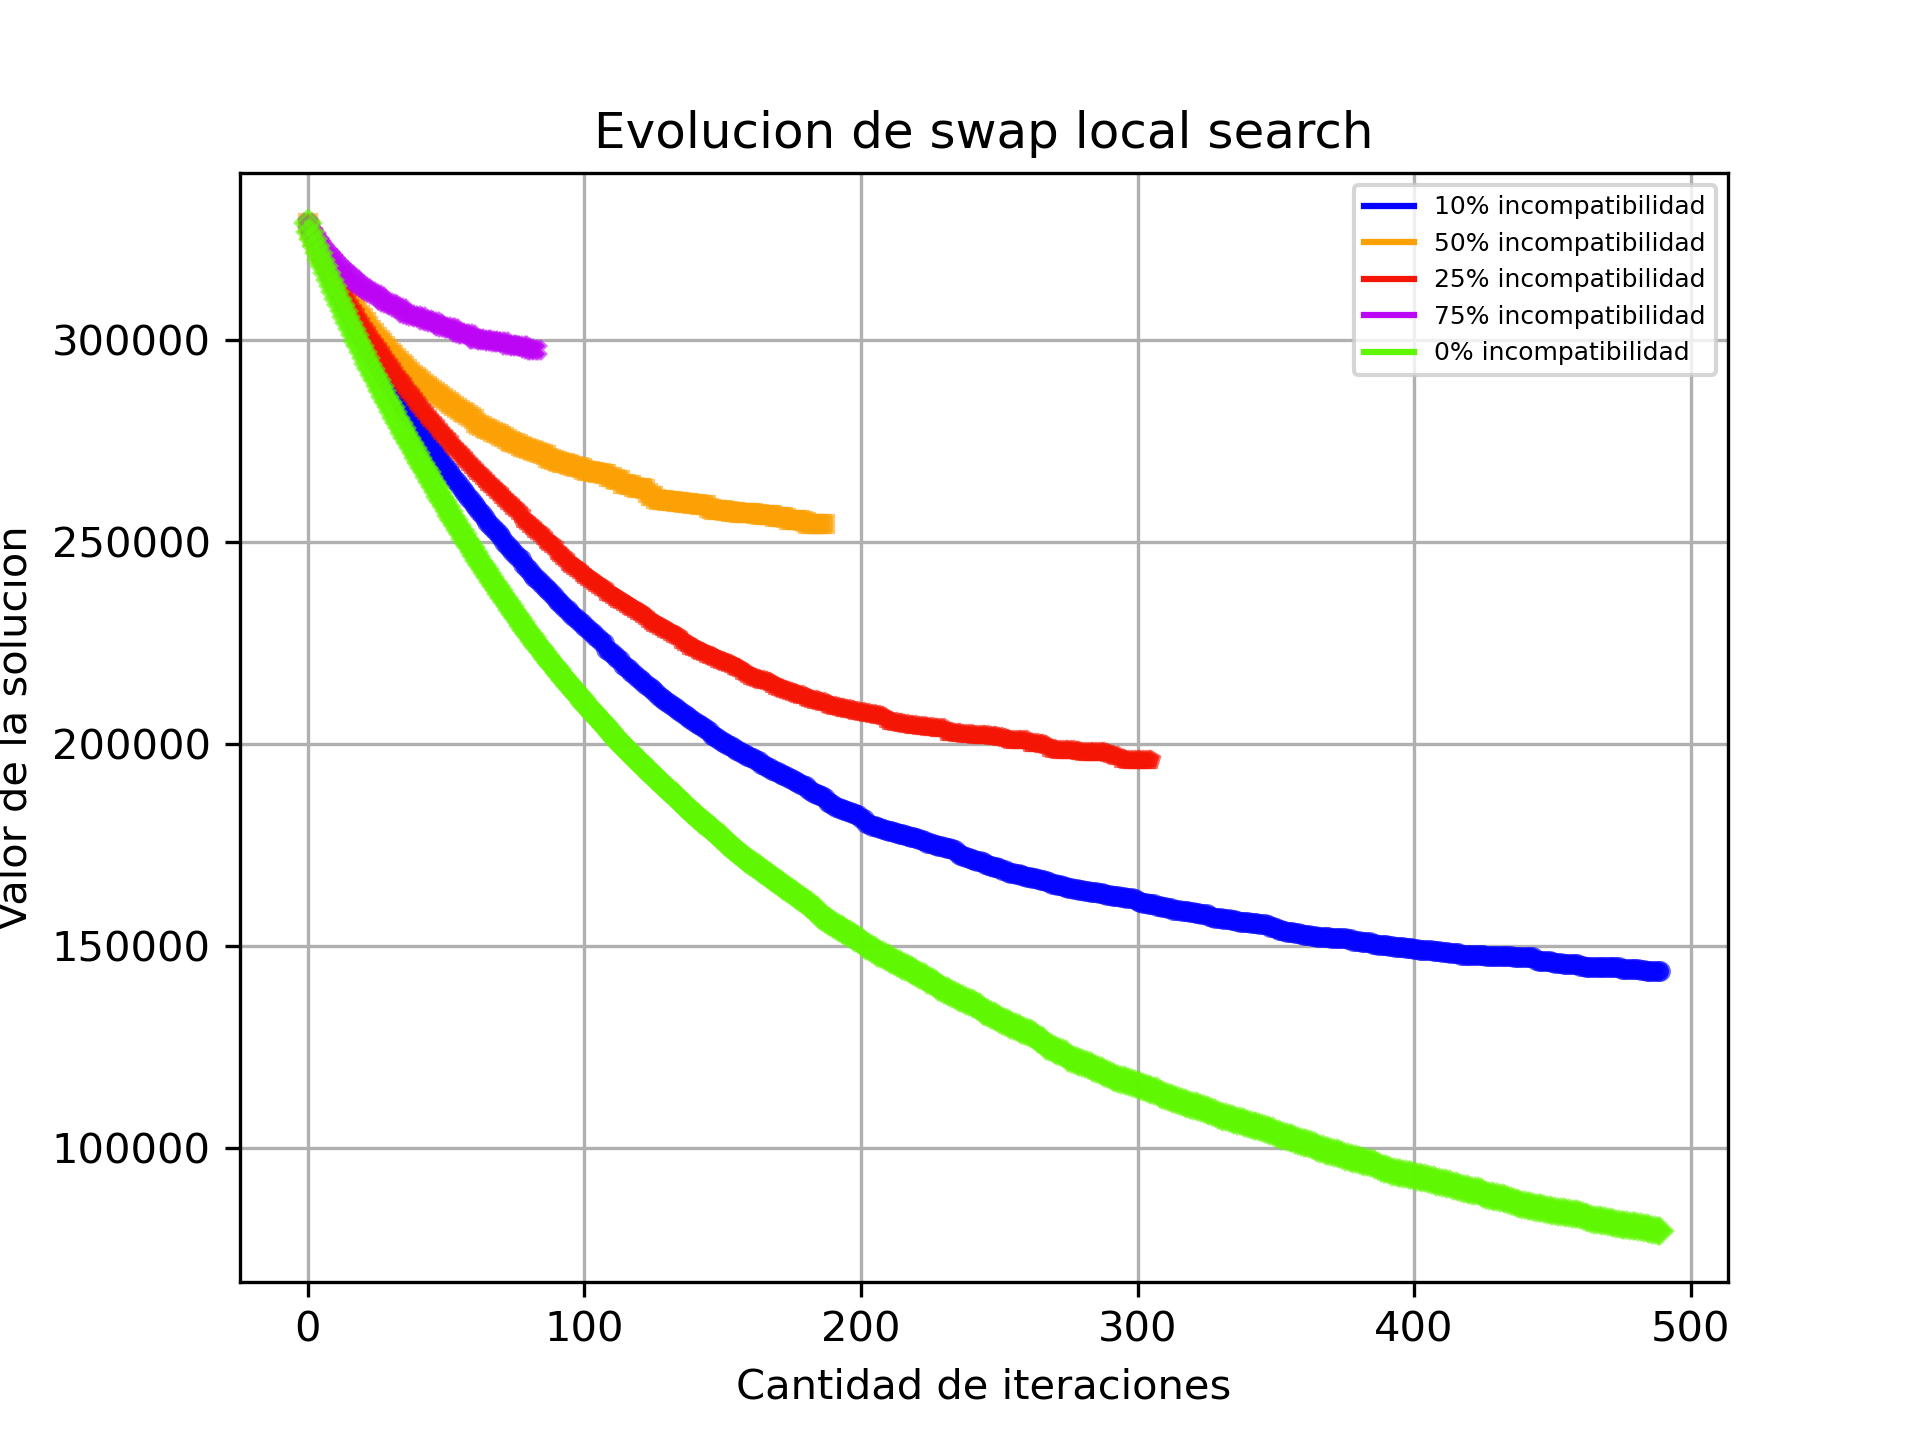 Evolucion de swap local search
10% incompatibilidad
50% incompatibilidad
25% incompatibilidad
75% incompatibilidad
0% incompatibilidad
Valor de la solucion
300000
250000
200000
150000
100000
0 100 200 300 400 500
Cantidad de iteraciones